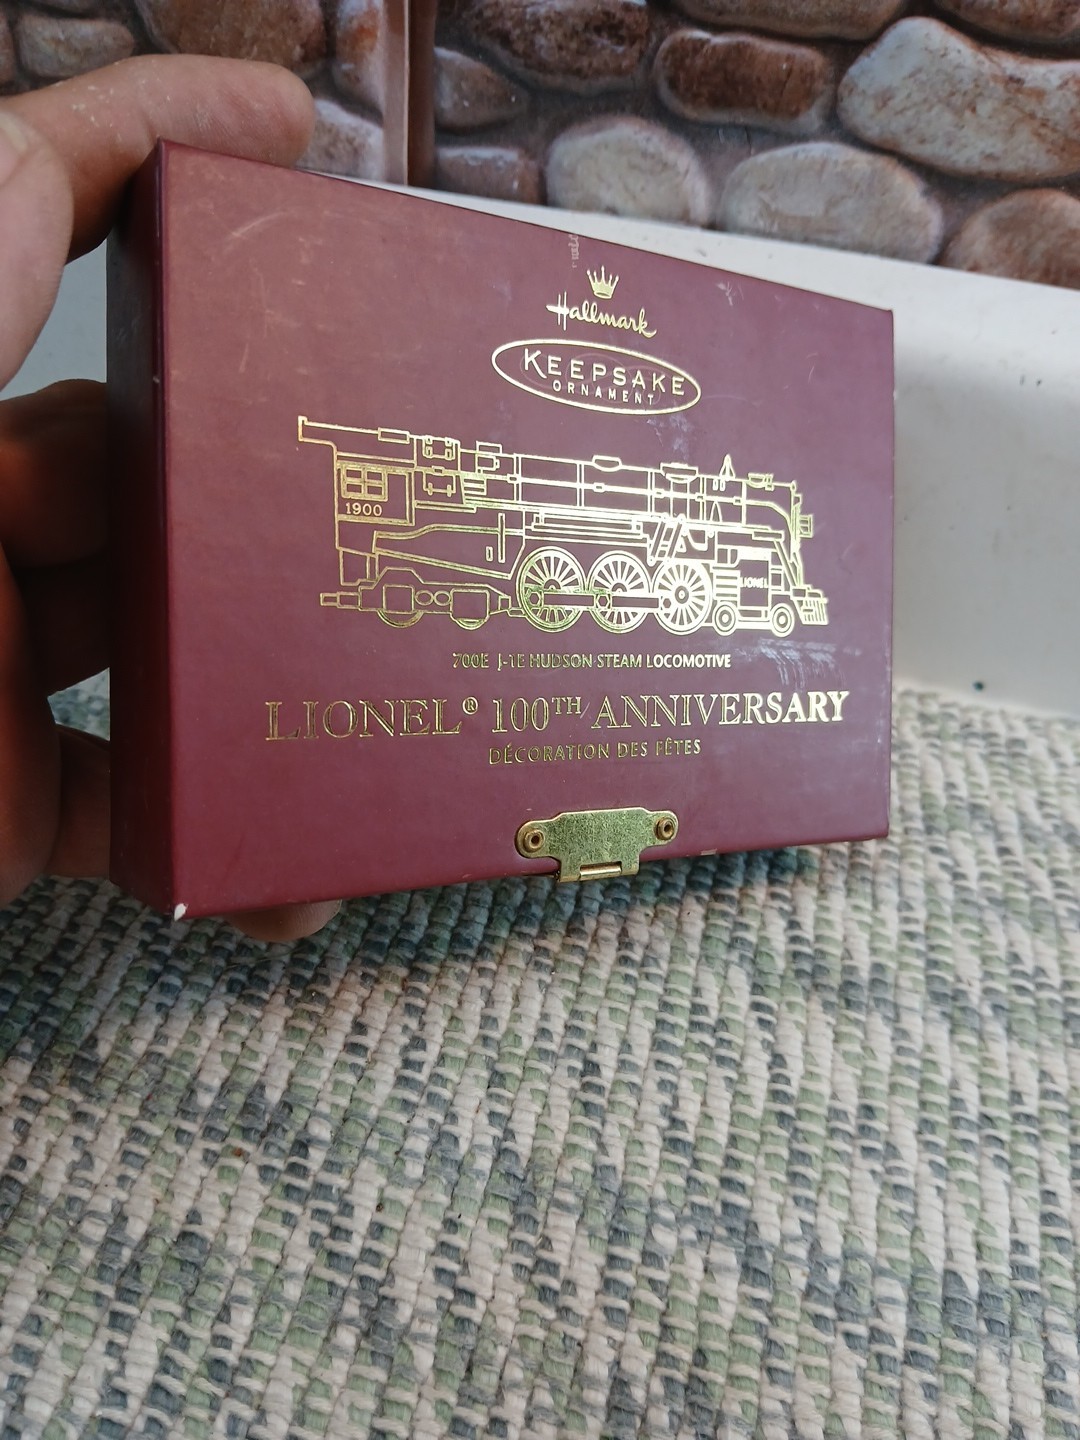 Hallmark
KEEPSAKE
ORNAMENT
1900
LIONEL
700E J-1E HUDSON STEAM LOCOMOTIVE
LIONEL® 100TH ANNIVERSARY
DÉCORATION DES FÊTES